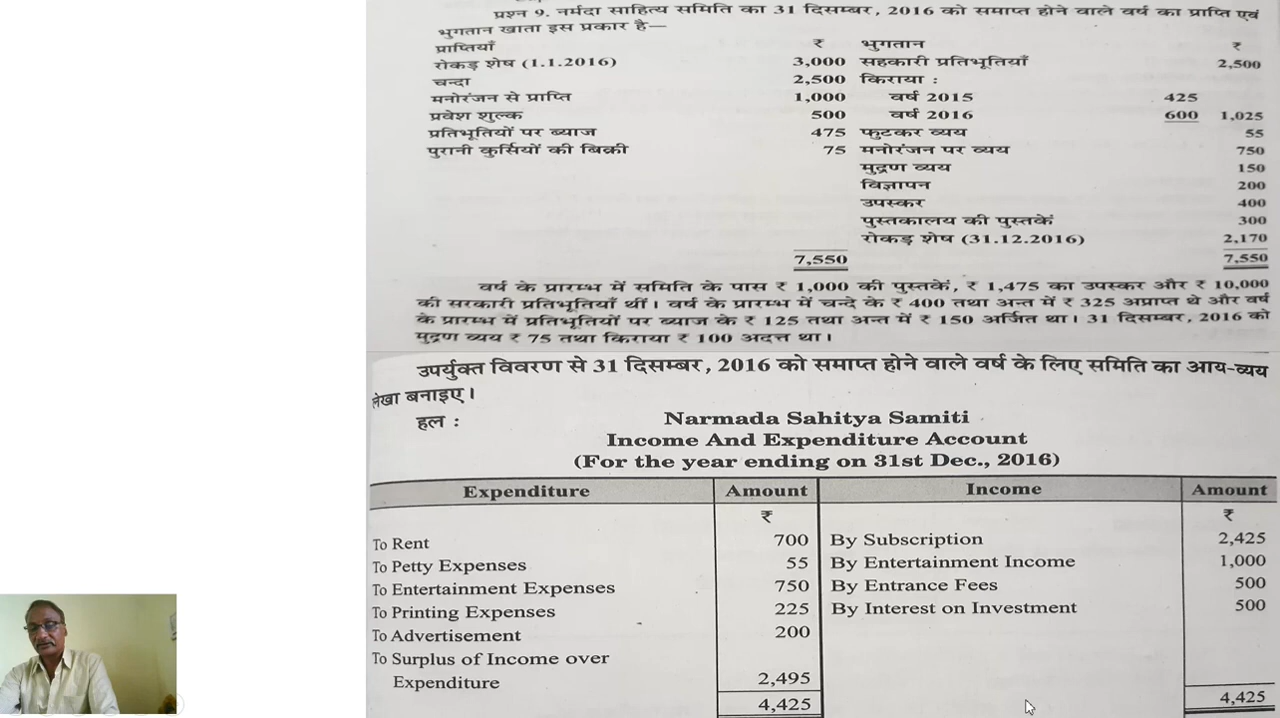 प्रश्न 9. नर्मदा साहित्य समिति का 31 दिसम्बर, 2016 को समाप्त होने वाले वर्ष का प्राप्ति एवं
भुगतान खाता इस प्रकार है—
प्राप्तियाँ ₹ भुगतान ₹
रोकड़ शेष (1.1.2016) 3,000 सहकारी प्रतिभूतियाँ 2,500
चन्दा 2,500 किराया :
मनोरंजन से प्राप्ति 1,000 वर्ष 2015 425
प्रवेश शुल्क 500 वर्ष 2016 600 1,025
प्रतिभूतियों पर ब्याज 475 फुटकर व्यय 55
पुरानी कुर्सियों की बिक्री 75 मनोरंजन पर व्यय 750
मुद्रण व्यय 150
विज्ञापन 200
उपस्कर 400
पुस्तकालय की पुस्तकें 300
रोकड़ शेष (31.12.2016) 2,170
7,550 7,550
वर्ष के प्रारम्भ में समिति के पास ₹ 1,000 की पुस्तकें, ₹ 1,475 का उपस्कर और ₹ 10,000
की सरकारी प्रतिभूतियाँ थीं। वर्ष के प्रारम्भ में चन्दे के ₹ 400 तथा अन्त में ₹ 325 अप्राप्त थे और वर्ष
के प्रारम्भ में प्रतिभूतियों पर ब्याज के ₹ 125 तथा अन्त में ₹ 150 अर्जित था। 31 दिसम्बर, 2016 को
मुद्रण व्यय ₹ 75 तथा किराया ₹ 100 अदत्त था।
उपर्युक्त विवरण से 31 दिसम्बर, 2016 को समाप्त होने वाले वर्ष के लिए समिति का आय-व्यय
लेखा बनाइए।
हल :
Narmada Sahitya Samiti
Income And Expenditure Account
(For the year ending on 31st Dec., 2016)
Expenditure Amount Income Amount
₹ ₹
To Rent 700 By Subscription 2,425
To Petty Expenses 55 By Entertainment Income 1,000
To Entertainment Expenses 750 By Entrance Fees 500
To Printing Expenses 225 By Interest on Investment 500
To Advertisement 200
To Surplus of Income over
Expenditure 2,495
4,425 4,425